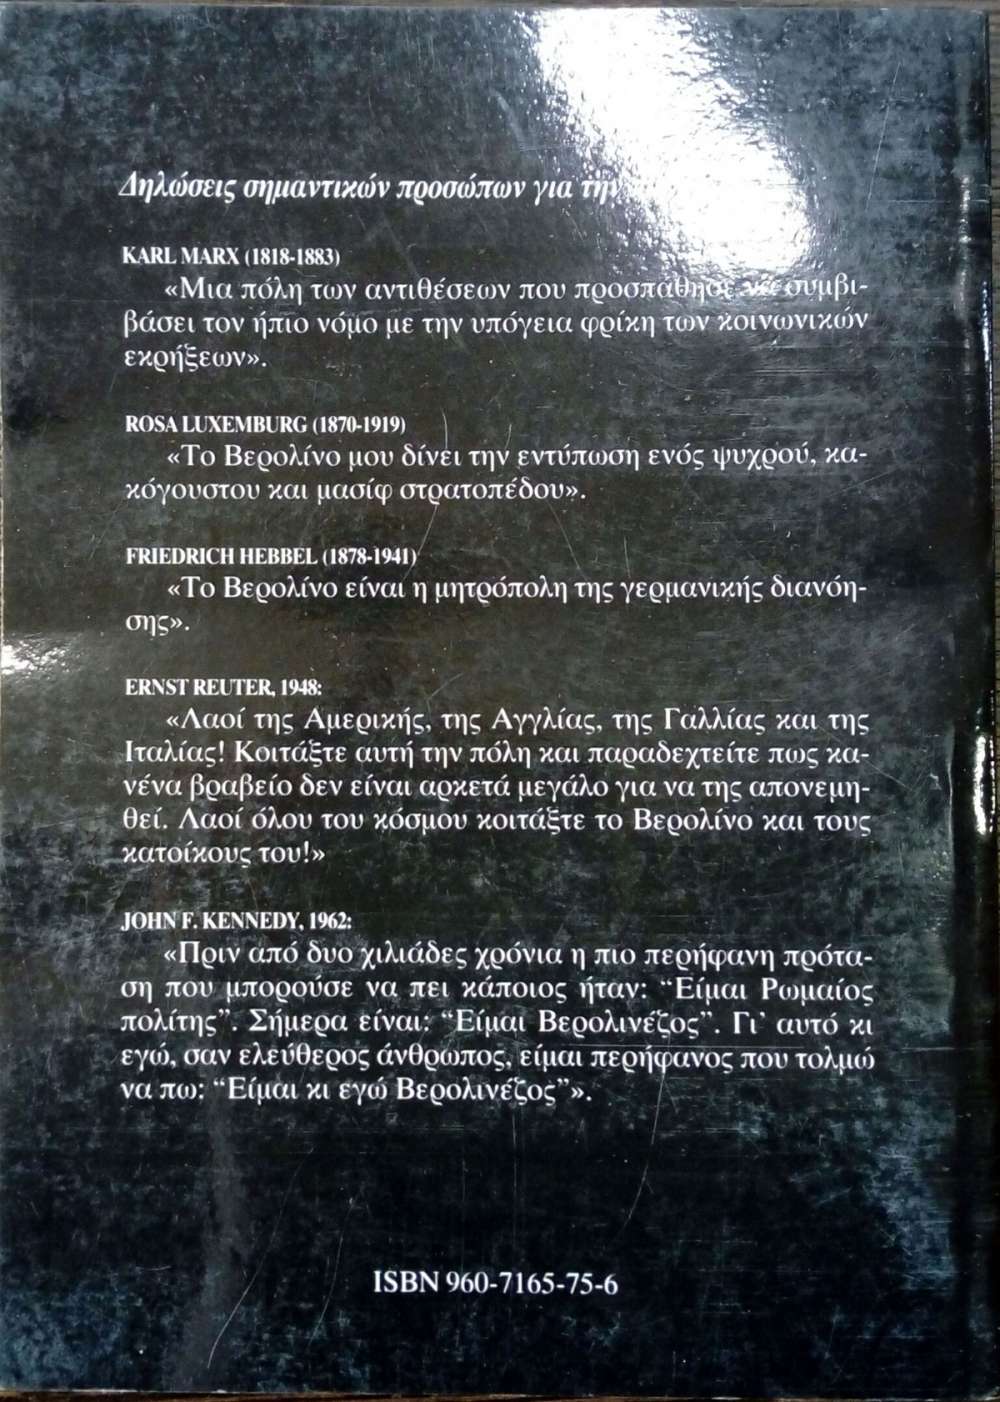 Δηλώσεις σημαντικών προσώπων για την
KARL MARX (1818-1883)
«Μια πόλη των αντιθέσεων που προσπάθησε να συμβι-
βάσει τον ήπιο νόμο με την υπόγεια φρίκη των κοινωνικών
εκρήξεων».
ROSA LUXEMBURG (1870-1919)
«Το Βερολίνο μου δίνει την εντύπωση ενός ψυχρού, κα-
κόγουστου και μασίφ στρατοπέδου».
FRIEDRICH HEBBEL (1878-1941)
«Το Βερολίνο είναι η μητρόπολη της γερμανικής διανόη-
σης».
ERNST REUTER, 1948:
«Λαοί της Αμερικής, της Αγγλίας, της Γαλλίας και της
Ιταλίας! Κοιτάξτε αυτή την πόλη και παραδεχτείτε πως κα-
νένα βραβείο δεν είναι αρκετά μεγάλο για να της απονεμη-
θεί. Λαοί όλου του κόσμου κοιτάξτε το Βερολίνο και τους
κατοίκους του!»
JOHN F. KENNEDY, 1962:
«Πριν από δυο χιλιάδες χρόνια η πιο περήφανη πρότα-
ση που μπορούσε να πει κάποιος ήταν: “Είμαι Ρωμαίος
πολίτης”. Σήμερα είναι: “Είμαι Βερολινέζος”. Γι’ αυτό κι
εγώ, σαν ελεύθερος άνθρωπος, είμαι περήφανος που τολμώ
να πω: “Είμαι κι εγώ Βερολινέζος”».
ISBN 960-7165-75-6